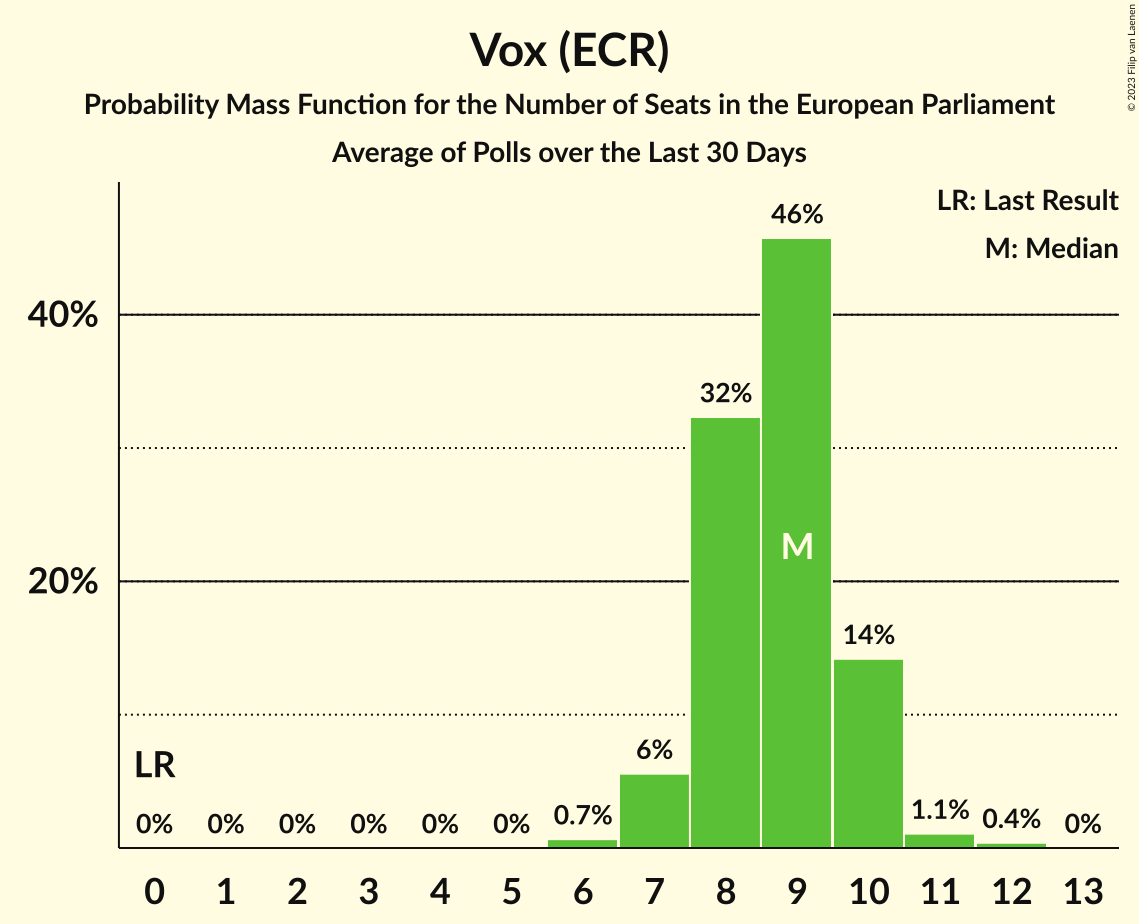 Vox (ECR)
Probability Mass Function for the Number of Seats in the European Parliament
Average of Polls over the Last 30 Days
© 2023 Filip van Laenen
LR: Last Result
M: Median
40%
20%
LR
0%
0%
0%
0%
0%
0%
0.7%
6%
32%
46%
M
14%
1.1%
0.4%
0%
0 1 2 3 4 5 6 7 8 9 10 11 12 13